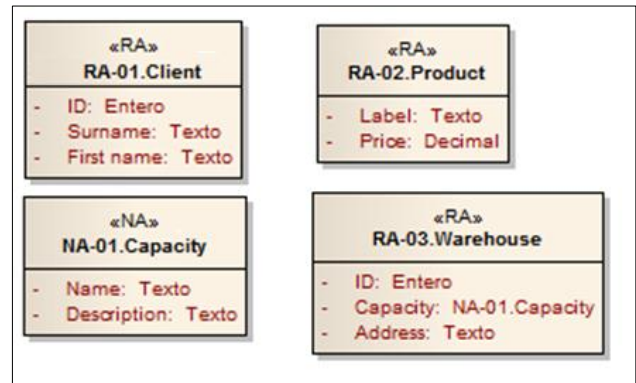 «RA»
RA-01.Client
- ID: Entero
- Surname: Texto
- First name: Texto
«RA»
RA-02.Product
- Label: Texto
- Price: Decimal
«NA»
NA-01.Capacity
- Name: Texto
- Description: Texto
«RA»
RA-03.Warehouse
- ID: Entero
- Capacity: NA-01.Capacity
- Address: Texto